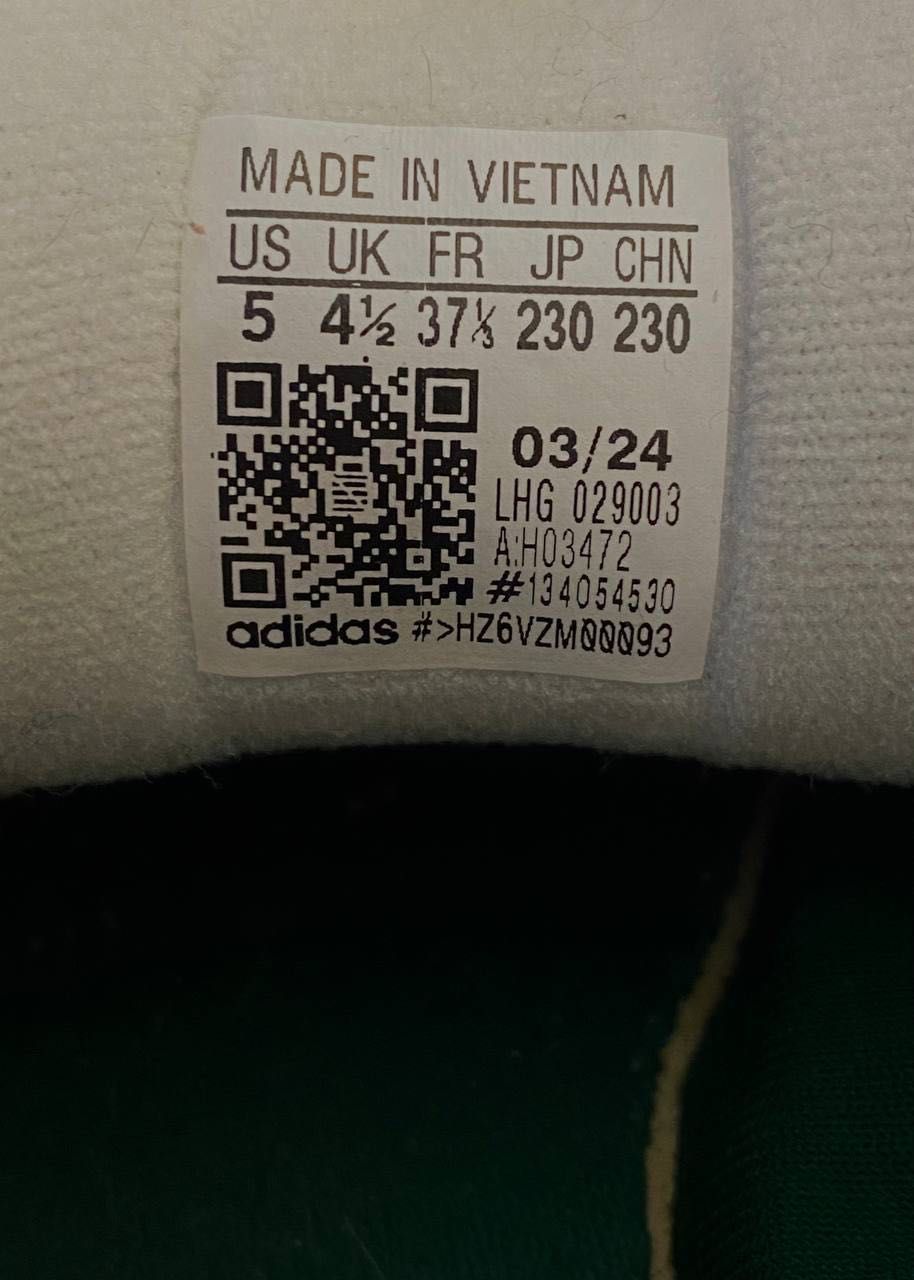 MADE IN VIETNAM
US UK FR JP CHN
5 4½ 37⅓ 230 230
03/24
LHG 029003
A:H03472
#134054530
adidas #>HZ6VZM00093